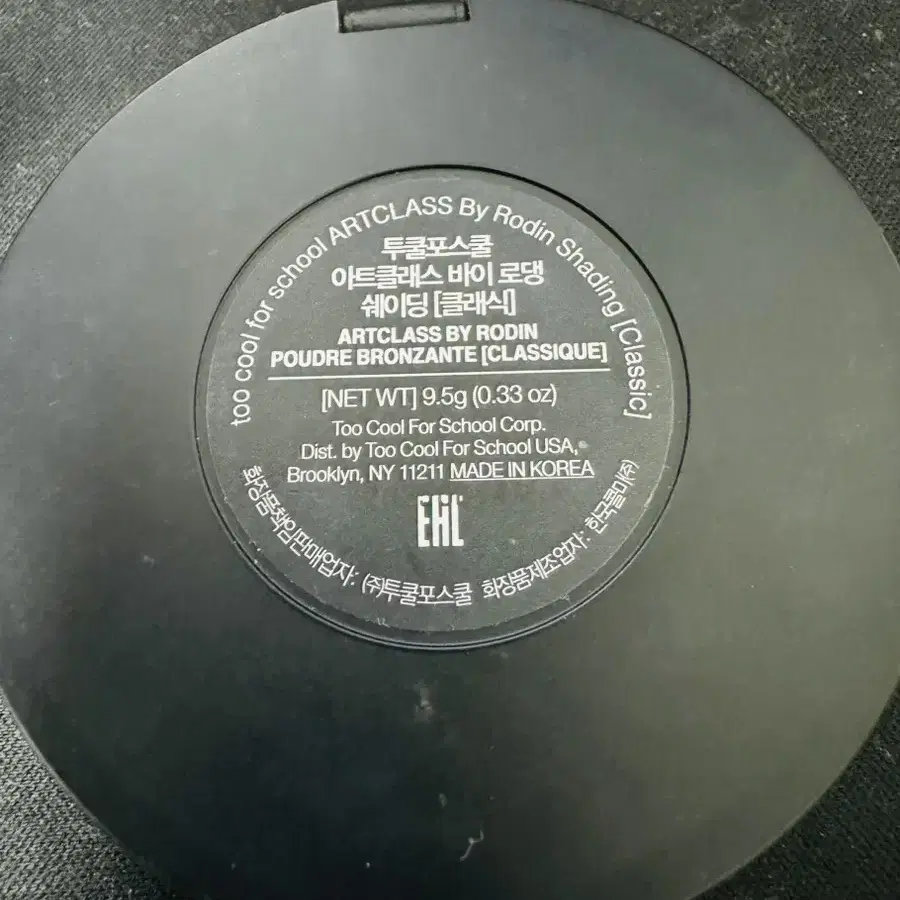 too cool for school ARTCLASS By Rodin Shading [Classic]
투쿨포스쿨
아트클래스 바이 로댕
쉐이딩 [클래식]
ARTCLASS BY RODIN
POUDRE BRONZANTE [CLASSIQUE]
[NET WT] 9.5g (0.33 oz)
Too Cool For School Corp.
Dist. by Too Cool For School USA,
Brooklyn, NY 11211 MADE IN KOREA
EAC
화장품책임판매업자: (주)투쿨포스쿨 화장품제조업자: 한국콜마(주)